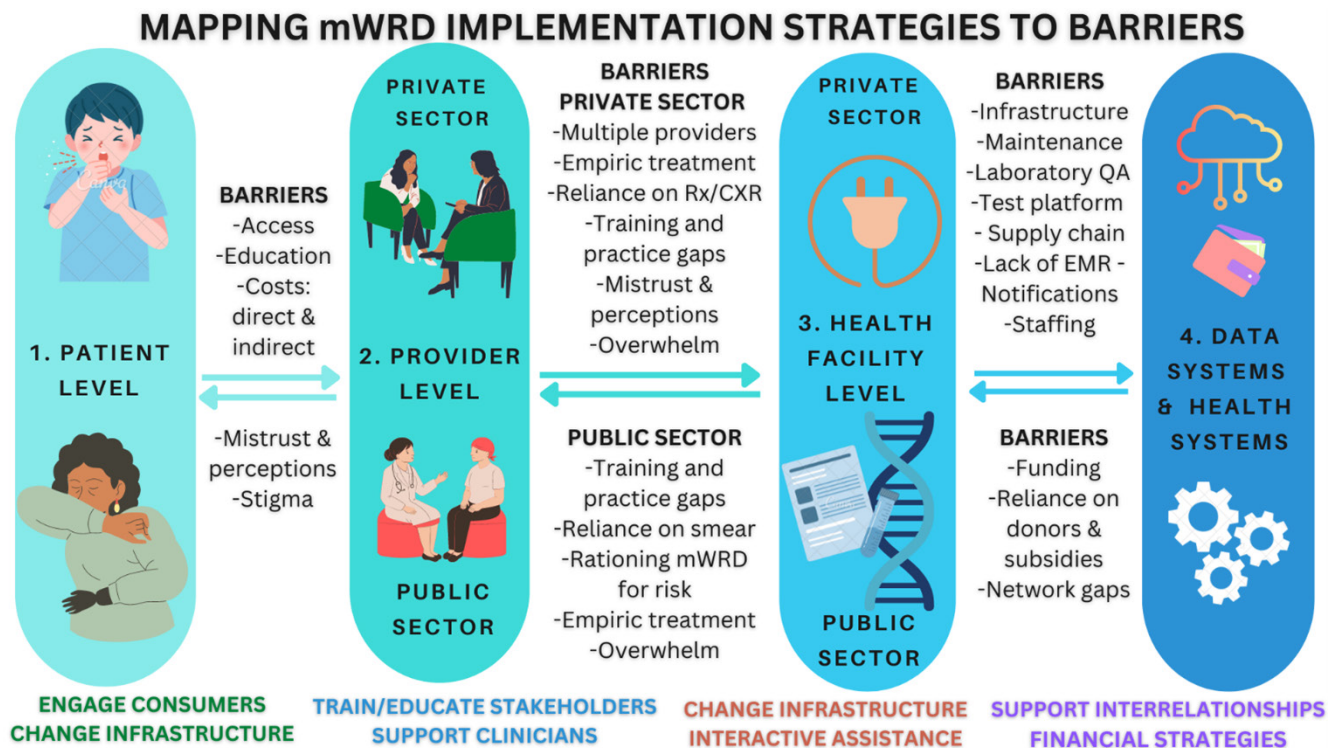 MAPPING mWRD IMPLEMENTATION STRATEGIES TO BARRIERS
Canva
1. PATIENT
LEVEL
BARRIERS
-Access
-Education
-Costs:
direct &
indirect
-Mistrust &
perceptions
-Stigma
PRIVATE
SECTOR
2. PROVIDER
LEVEL
PUBLIC
SECTOR
BARRIERS
PRIVATE SECTOR
-Multiple providers
-Empiric treatment
-Reliance on Rx/CXR
-Training and
practice gaps
-Mistrust &
perceptions
-Overwhelm
PUBLIC SECTOR
-Training and
practice gaps
-Reliance on smear
-Rationing mWRD
for risk
-Empiric treatment
-Overwhelm
PRIVATE
SECTOR
3. HEALTH
FACILITY
LEVEL
PUBLIC
SECTOR
BARRIERS
-Infrastructure
-Maintenance
-Laboratory QA
-Test platform
- Supply chain
-Lack of EMR -
Notifications
-Staffing
BARRIERS
-Funding
-Reliance on
donors &
subsidies
-Network gaps
4. DATA
SYSTEMS
& HEALTH
SYSTEMS
ENGAGE CONSUMERS
CHANGE INFRASTRUCTURE
TRAIN/EDUCATE STAKEHOLDERS
SUPPORT CLINICIANS
CHANGE INFRASTRUCTURE
INTERACTIVE ASSISTANCE
SUPPORT INTERRELATIONSHIPS
FINANCIAL STRATEGIES